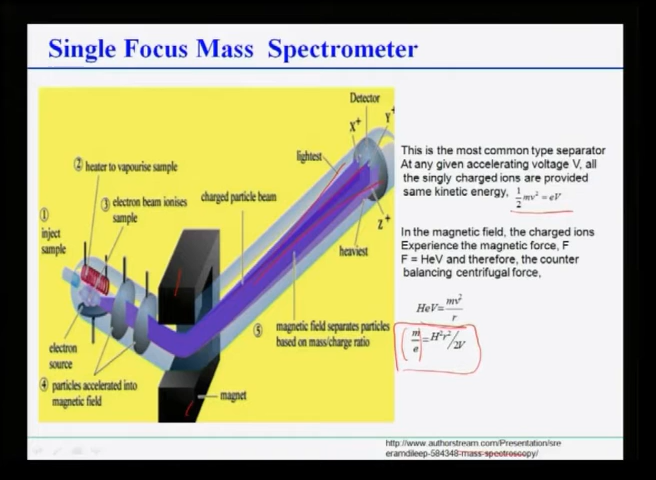 Single Focus Mass Spectrometer
Detector
X+
Y+
lightest
② heater to vapourise sample
③ electron beam ionises
sample
charged particle beam
①
inject
sample
Z+
heaviest
⑤
magnetic field separates particles
based on mass/charge ratio
electron
source
④ particles accelerated into
magnetic field
magnet
This is the most common type separator
At any given accelerating voltage V, all
the singly charged ions are provided
same kinetic energy, 1/2 mv² = eV
In the magnetic field, the charged ions
Experience the magnetic force, F
F = HeV and therefore, the counter
balancing centrifugal force,
HeV= mv²/r
m/e = H²r²/2V
http://www.authorstream.com/Presentation/sre
eramdileep-584348-mass-spectroscopy/